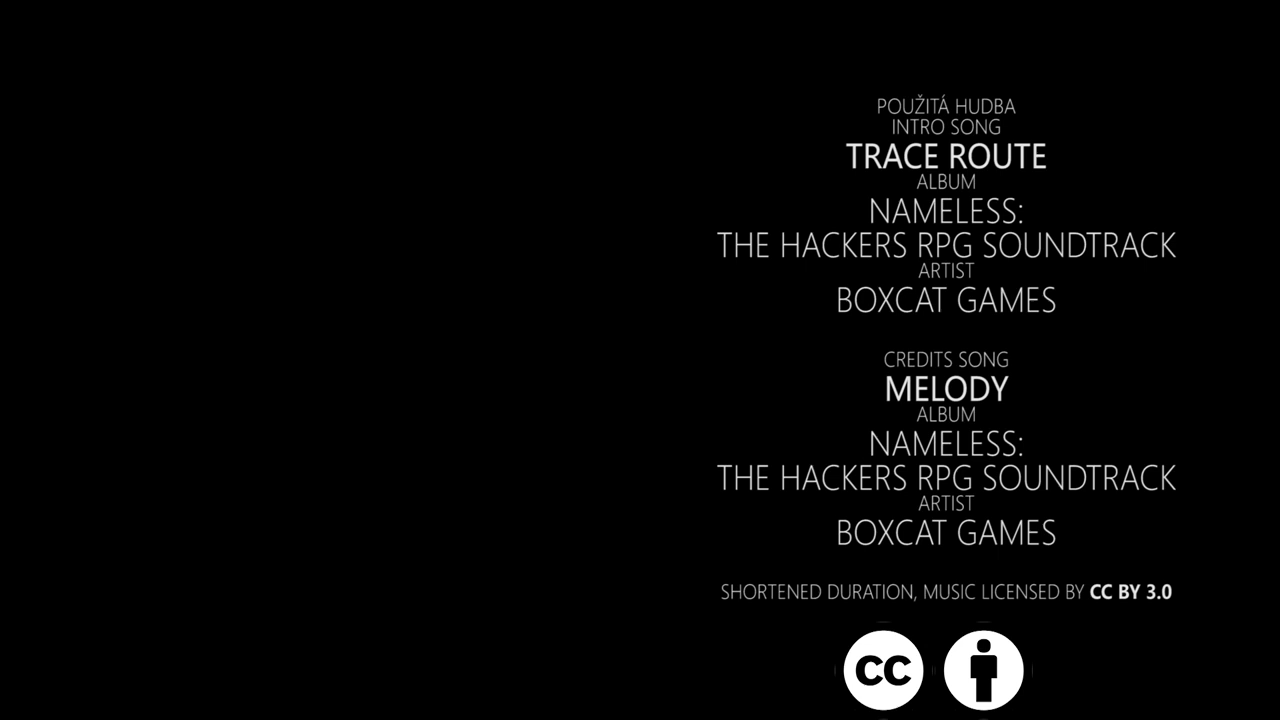 POUŽITÁ HUDBA
INTRO SONG
TRACE ROUTE
ALBUM
NAMELESS:
THE HACKERS RPG SOUNDTRACK
ARTIST
BOXCAT GAMES
CREDITS SONG
MELODY
ALBUM
NAMELESS:
THE HACKERS RPG SOUNDTRACK
ARTIST
BOXCAT GAMES
SHORTENED DURATION, MUSIC LICENSED BY CC BY 3.0
cc